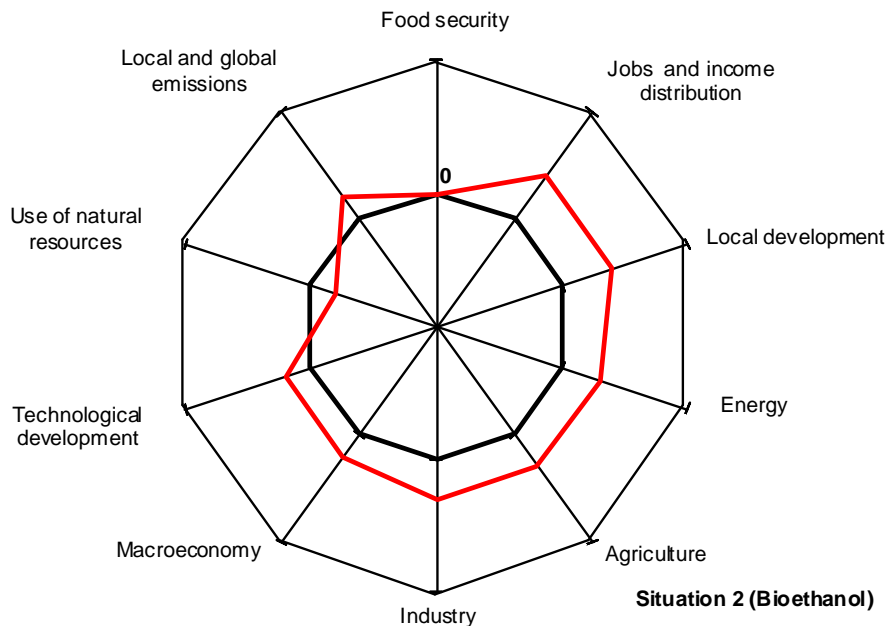 Food security
Local and global
emissions
Jobs and income
distribution
0
Use of natural
resources
Local development
Technological
development
Energy
Macroeconomy
Agriculture
Industry
Situation 2 (Bioethanol)